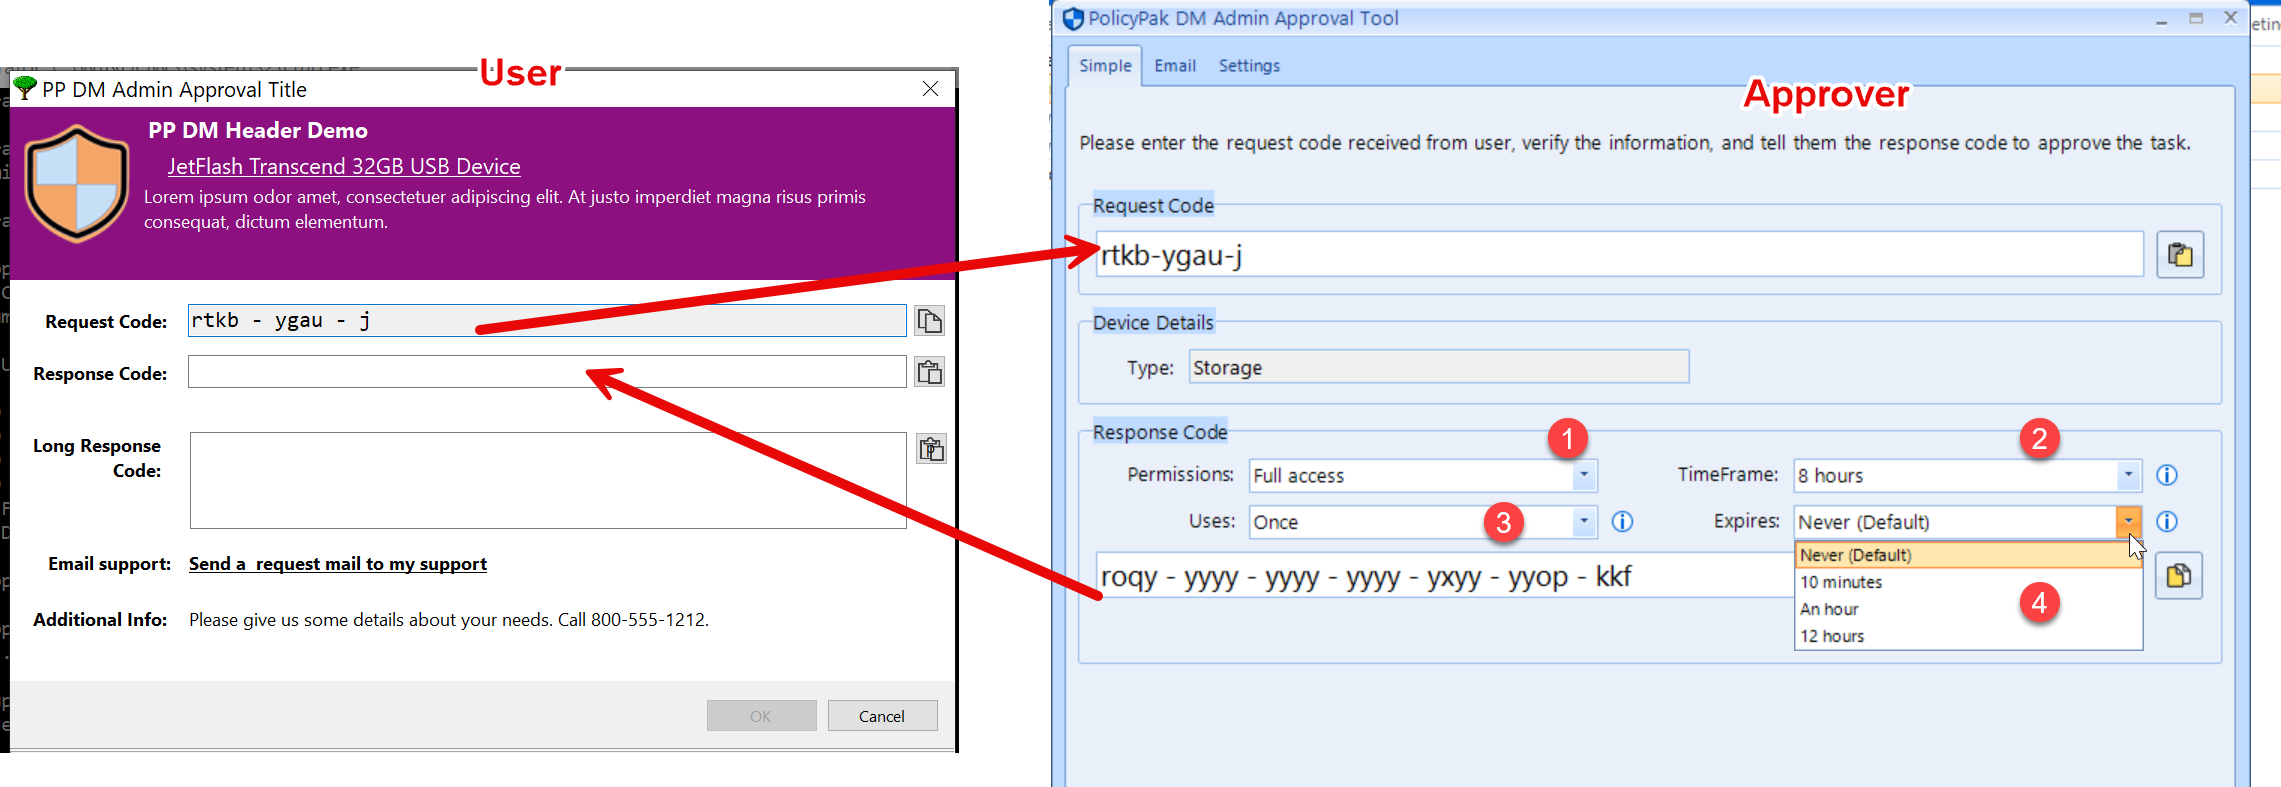 User
PP DM Admin Approval Title
PP DM Header Demo
JetFlash Transcend 32GB USB Device
Lorem ipsum odor amet, consectetuer adipiscing elit. At justo imperdiet magna risus primis
consequat, dictum elementum.
Request Code: rtkb - ygau - j
Response Code:
Long Response
Code:
Email support: Send a request mail to my support
Additional Info: Please give us some details about your needs. Call 800-555-1212.
OK Cancel
PolicyPak DM Admin Approval Tool
Simple Email Settings
Approver
Please enter the request code received from user, verify the information, and tell them the response code to approve the task.
Request Code
rtkb-ygau-j
Device Details
Type: Storage
Response Code
1 2
Permissions: Full access TimeFrame: 8 hours
Uses: Once 3 Expires: Never (Default)
Never (Default)
roqy - yyyy - yyyy - yyyy - yxyy - yyop - kkf
10 minutes
An hour
4
12 hours